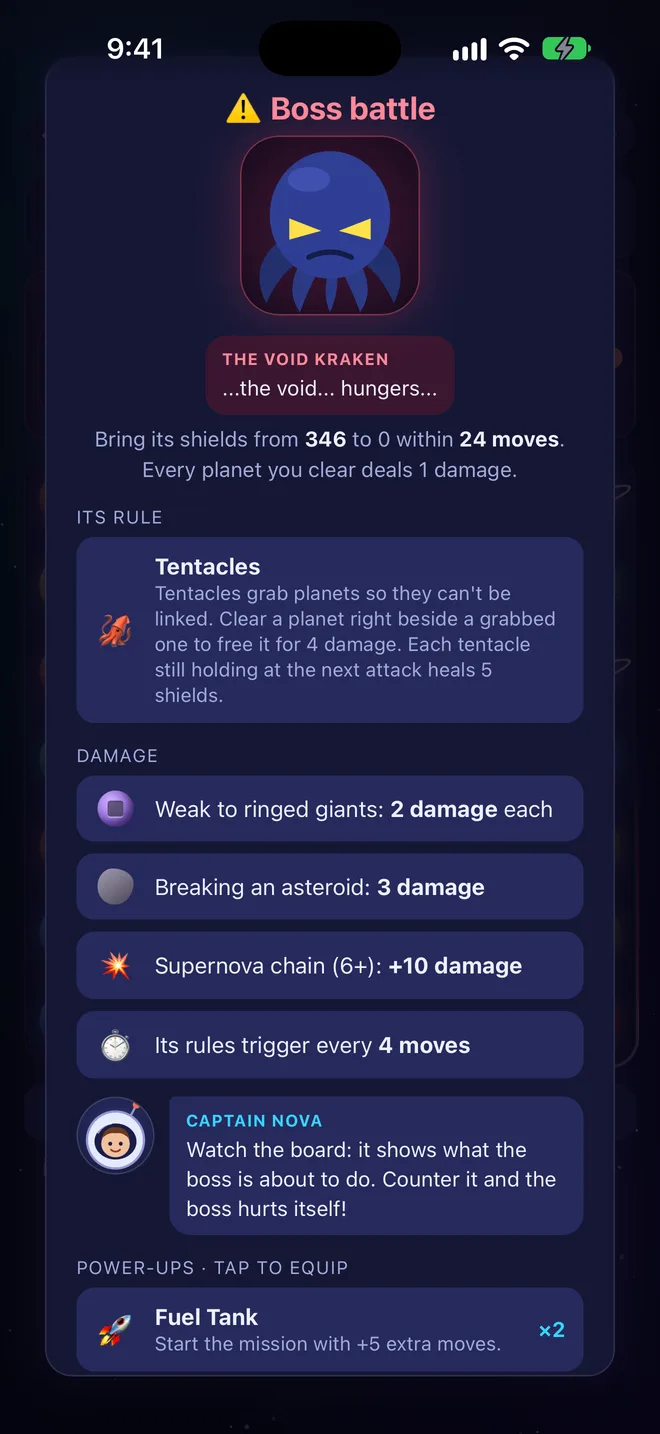 9:41
⚠️ Boss battle
THE VOID KRAKEN
...the void... hungers...
Bring its shields from 346 to 0 within 24 moves.
Every planet you clear deals 1 damage.
ITS RULE
Tentacles
Tentacles grab planets so they can't be
linked. Clear a planet right beside a grabbed
one to free it for 4 damage. Each tentacle
still holding at the next attack heals 5
shields.
DAMAGE
Weak to ringed giants: 2 damage each
Breaking an asteroid: 3 damage
Supernova chain (6+): +10 damage
Its rules trigger every 4 moves
CAPTAIN NOVA
Watch the board: it shows what the
boss is about to do. Counter it and the
boss hurts itself!
POWER-UPS · TAP TO EQUIP
Fuel Tank
Start the mission with +5 extra moves.
×2